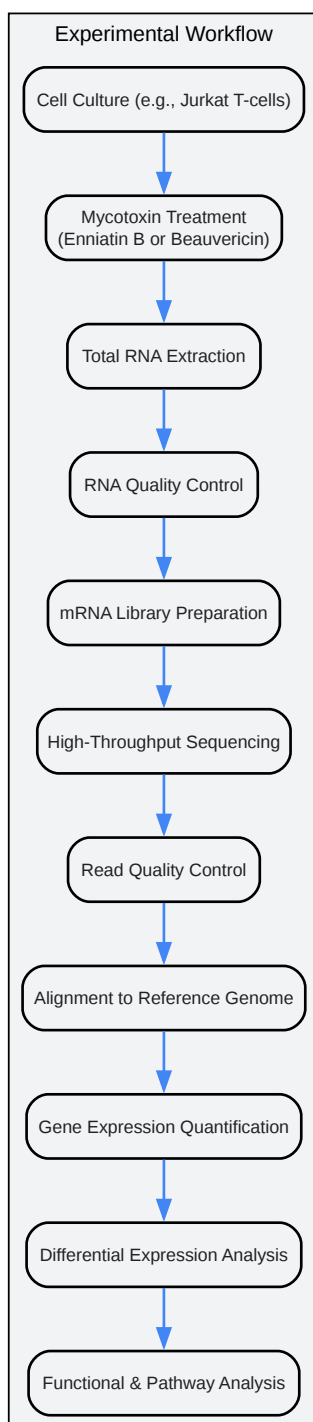 Experimental Workflow
Cell Culture (e.g., Jurkat T-cells)
Mycotoxin Treatment
(Enniatin B or Beauvericin)
Total RNA Extraction
RNA Quality Control
mRNA Library Preparation
High-Throughput Sequencing
Read Quality Control
Alignment to Reference Genome
Gene Expression Quantification
Differential Expression Analysis
Functional & Pathway Analysis